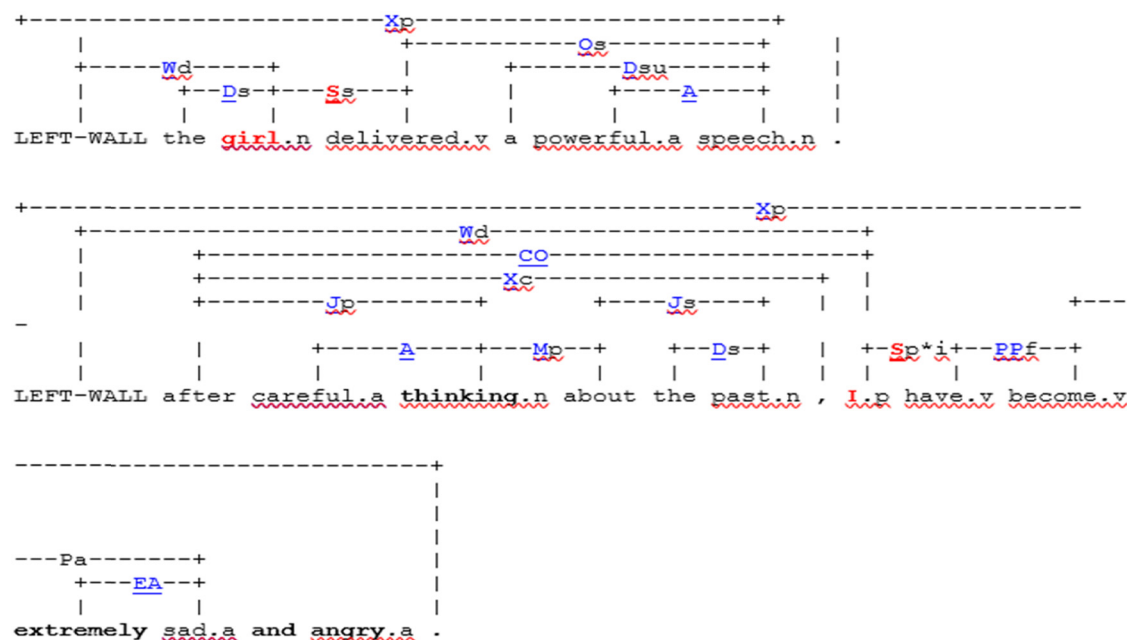 +-----------------------------Xp-----------------------------+
| +-------------Os------------+ |
+------Wd-------+ | +---------Dsu--------+ |
| +---Ds--+----Ss----+ | +------A-----+ |
| | | | | | | |
LEFT-WALL the girl.n delivered.v a powerful.a speech.n .
+----------------------------------------------------------Xp------------------------
+------------------------------Wd------------------------------+
| +--------------------------CO-------------------------+ |
| +------------------------Xc------------------------+ |
+----------Jp----------+ +------Js-----+ | | +---
-
| | +-------A-----+----Mp---+ +---Ds--+ | +--Sp*i+---PPf---+
| | | | | | | | | | |
LEFT-WALL after careful.a thinking.n about the past.n , I.p have.v become.v
---------------------------------+
|
|
|
---Pa--------+ |
+----EA---+ |
| | |
extremely sad.a and angry.a .